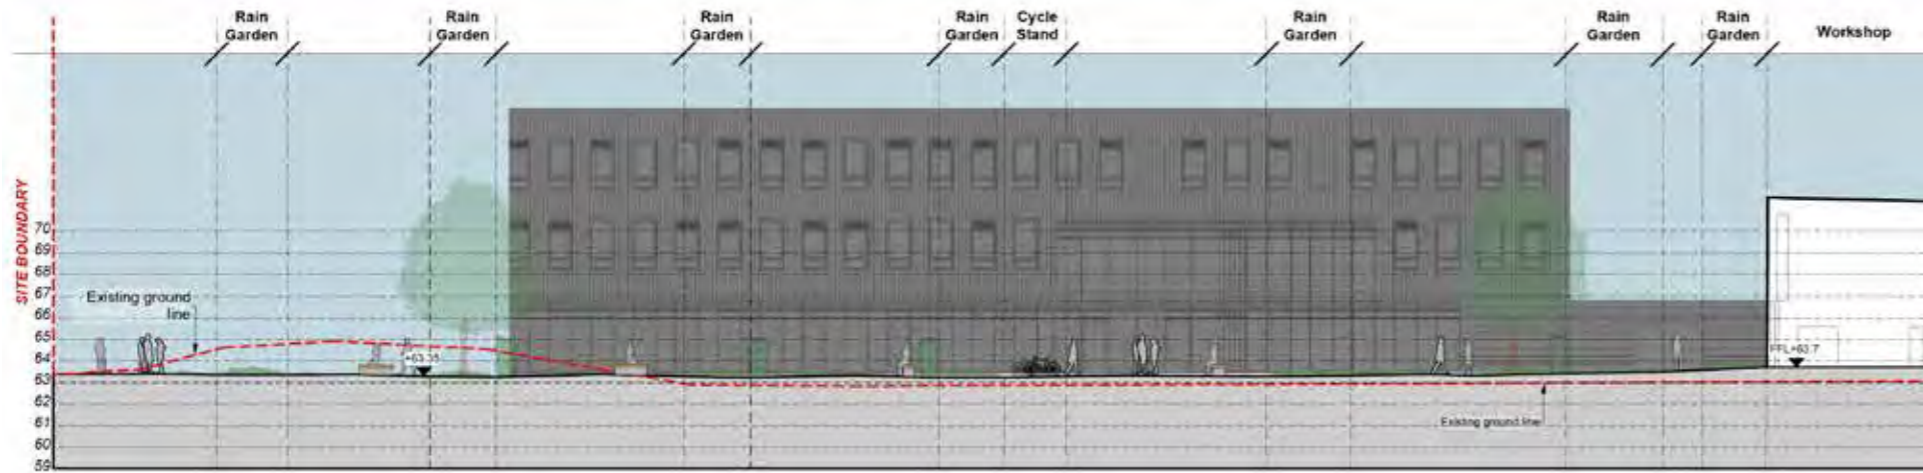 Rain
Garden
Rain
Garden
Rain
Garden
Rain
Garden
Cycle
Stand
Rain
Garden
Rain
Garden
Rain
Garden
Workshop
SITE BOUNDARY
70
69
68
67
66
65
64
63
62
61
60
59
Existing ground
line
+63.35
FFL+63.7
Existing ground line